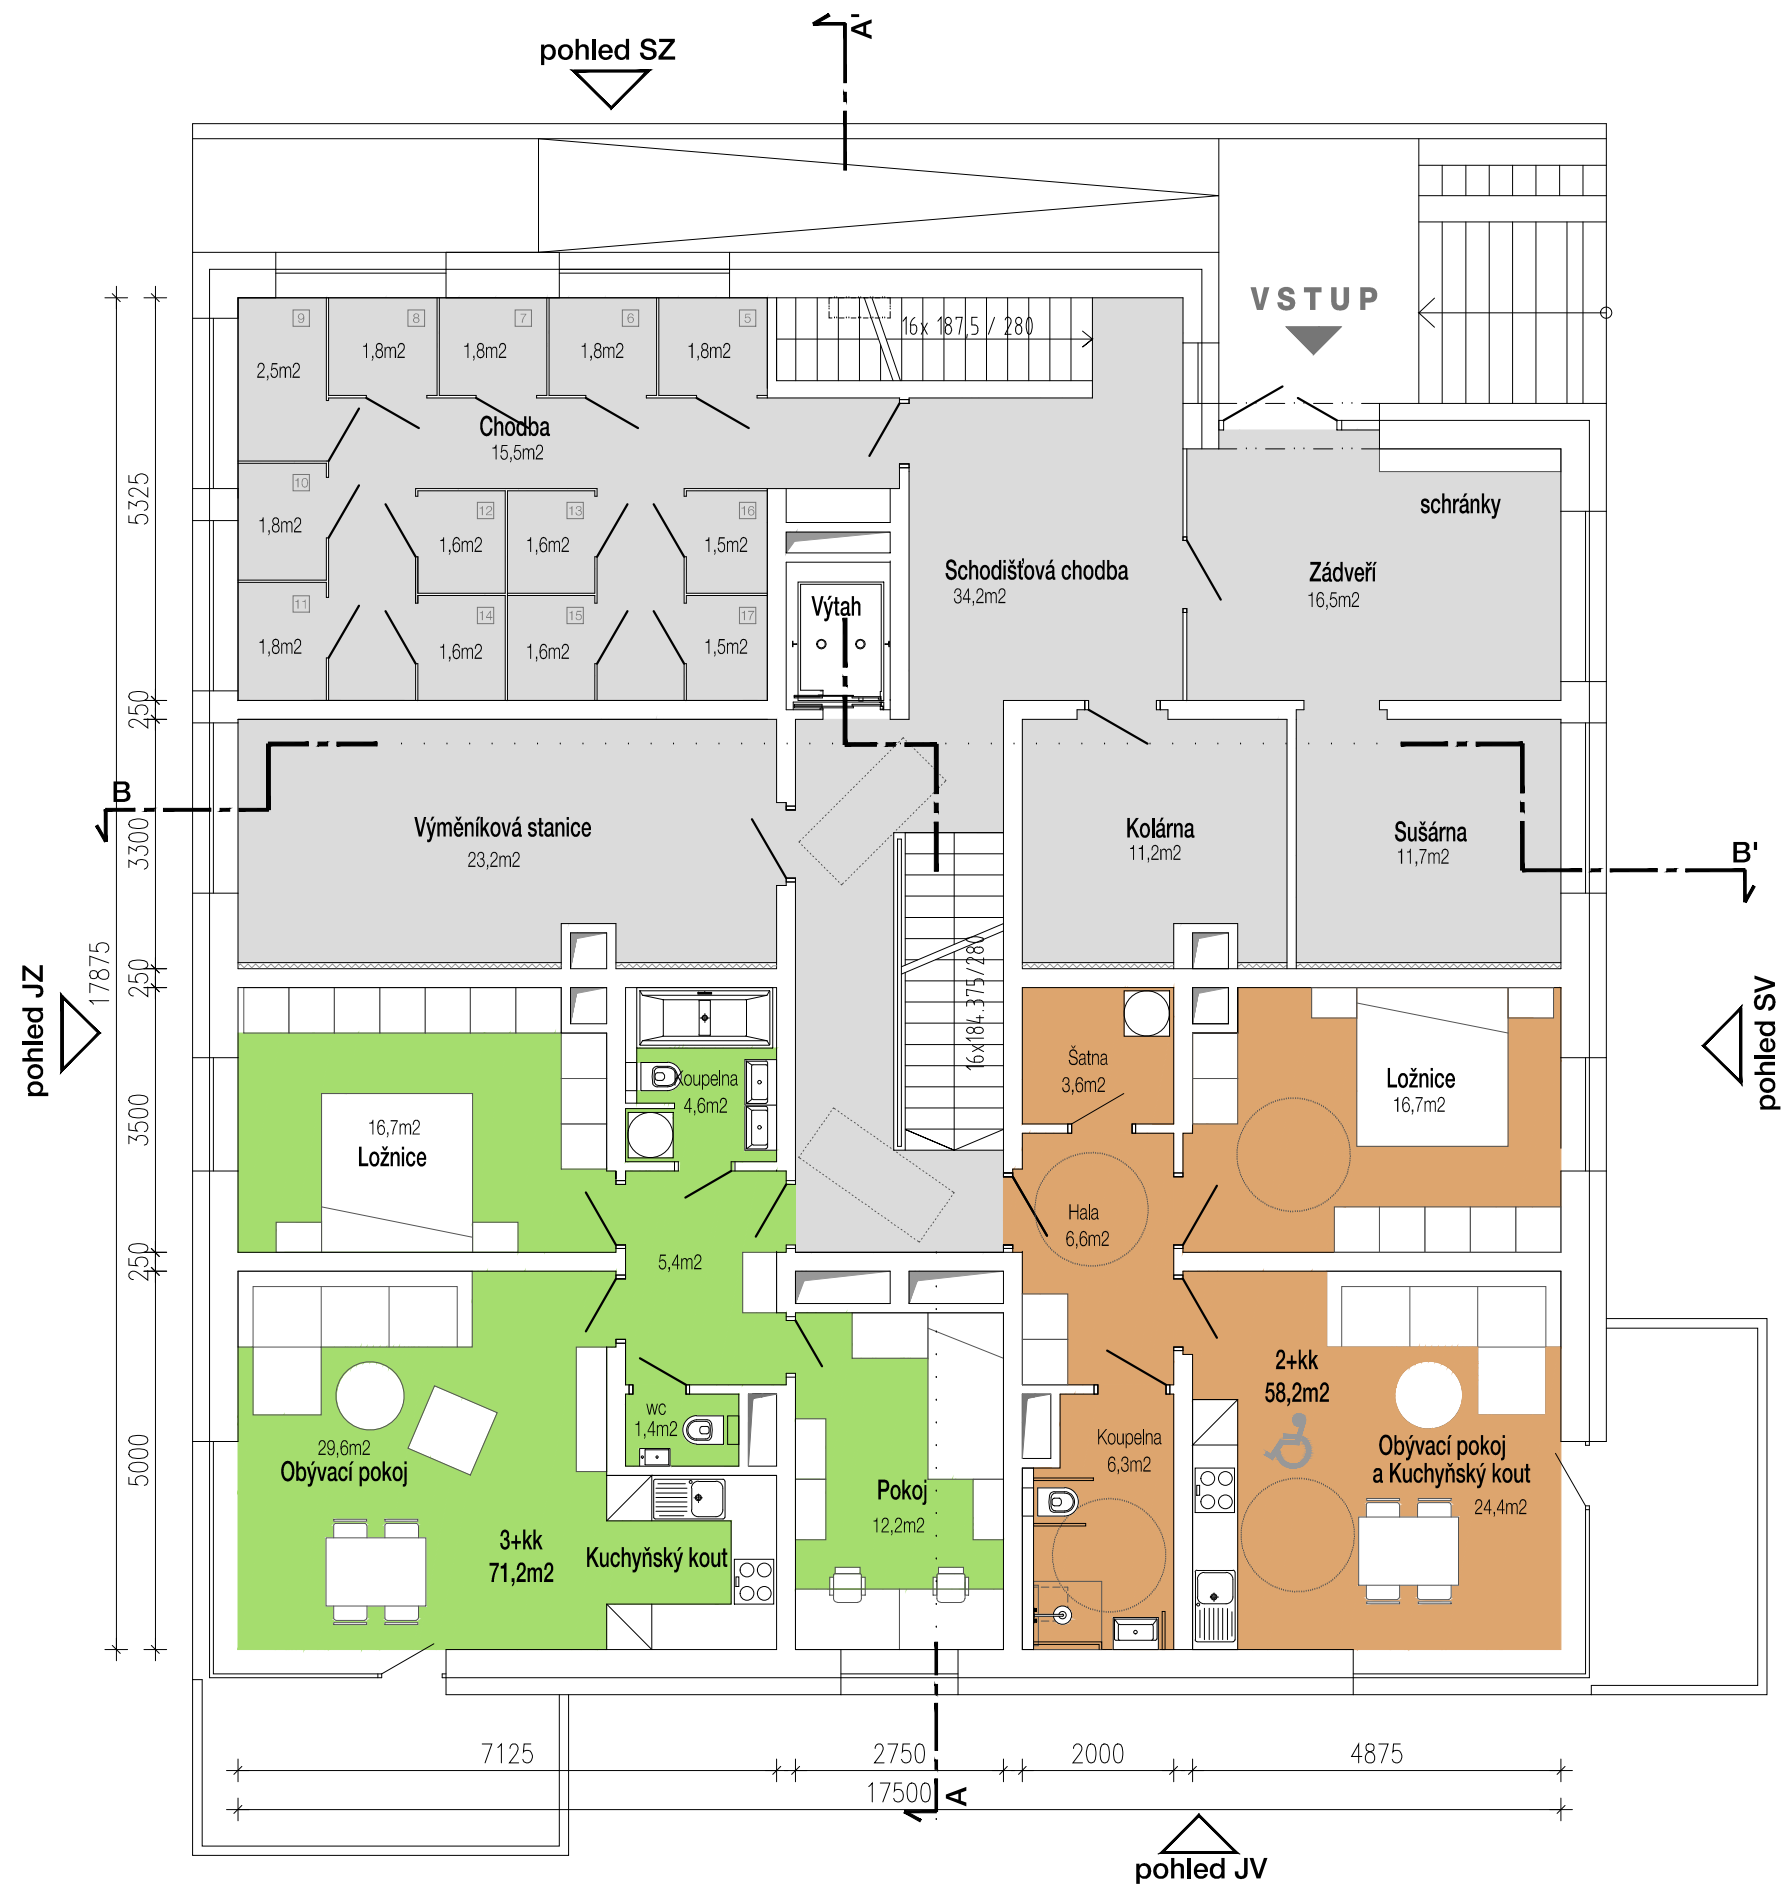 A'
pohled SZ
VSTUP
16x 187,5 / 280
9
8
7
6
5
2,5m2
1,8m2
1,8m2
1,8m2
1,8m2
Chodba
15,5m2
10
1,8m2
12
1,6m2
13
1,6m2
16
1,5m2
11
1,8m2
14
1,6m2
15
1,6m2
17
1,5m2
schránky
Výtah
Schodišťová chodba
34,2m2
Zádveří
16,5m2
B
Výměníková stanice
23,2m2
Kolárna
11,2m2
Sušárna
11,7m2
B'
5325
250
3300
250
3500
250
5000
17875
pohled JZ
pohled SV
16x184.375/280
Koupelna
4,6m2
16,7m2
Ložnice
5,4m2
Šatna
3,6m2
Ložnice
16,7m2
Hala
6,6m2
wc
1,4m2
29,6m2
Obývací pokoj
3+kk
71,2m2
Kuchyňský kout
Pokoj
12,2m2
Koupelna
6,3m2
2+kk
58,2m2
Obývací pokoj
a Kuchyňský kout
24,4m2
7125
2750
2000
4875
17500
A
pohled JV